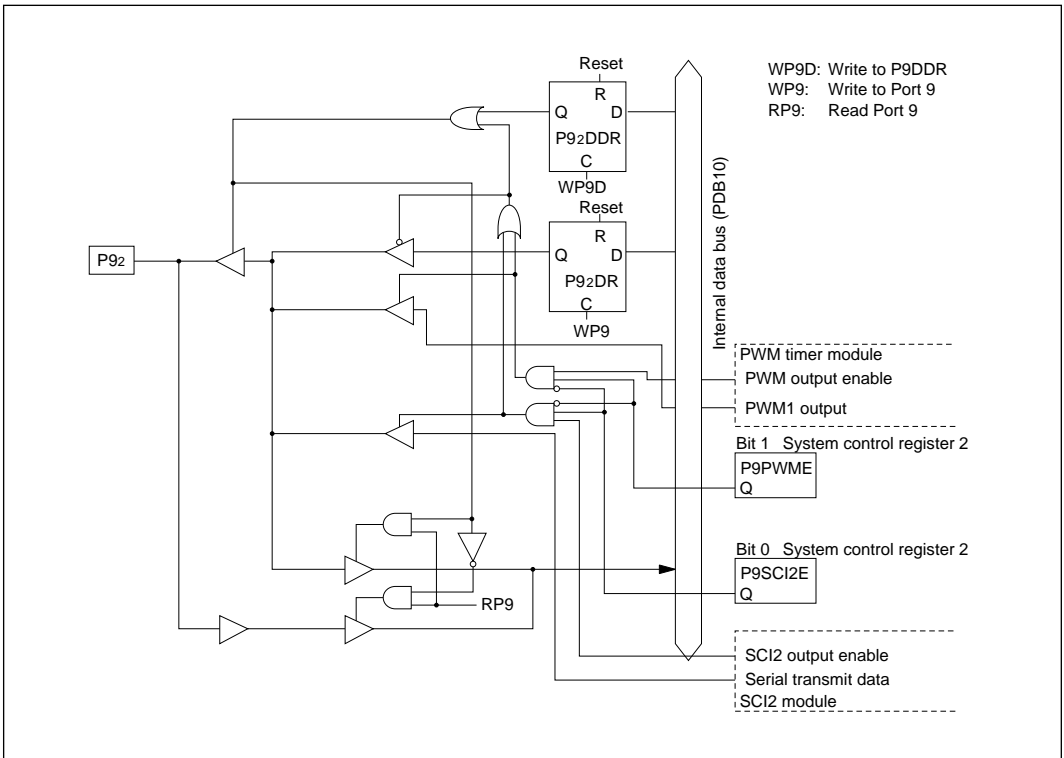 Reset
R
Q D
P92DDR
C
WP9D
WP9D: Write to P9DDR
WP9: Write to Port 9
RP9: Read Port 9
Reset
R
Q D
P92DR
C
WP9
P92
Internal data bus (PDB10)
PWM timer module
PWM output enable
PWM1 output
Bit 1 System control register 2
P9PWME
Q
Bit 0 System control register 2
P9SCI2E
Q
RP9
SCI2 output enable
Serial transmit data
SCI2 module